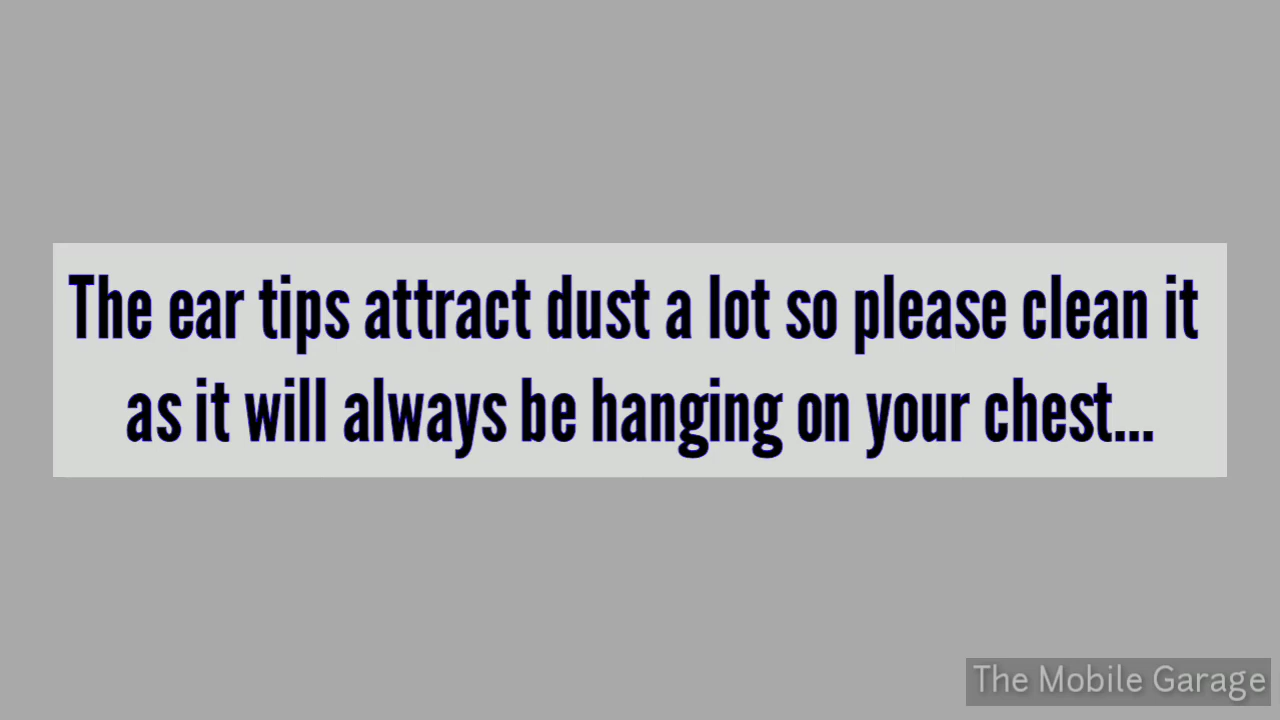 The ear tips attract dust a lot so please clean it
as it will always be hanging on your chest...
The Mobile Garage